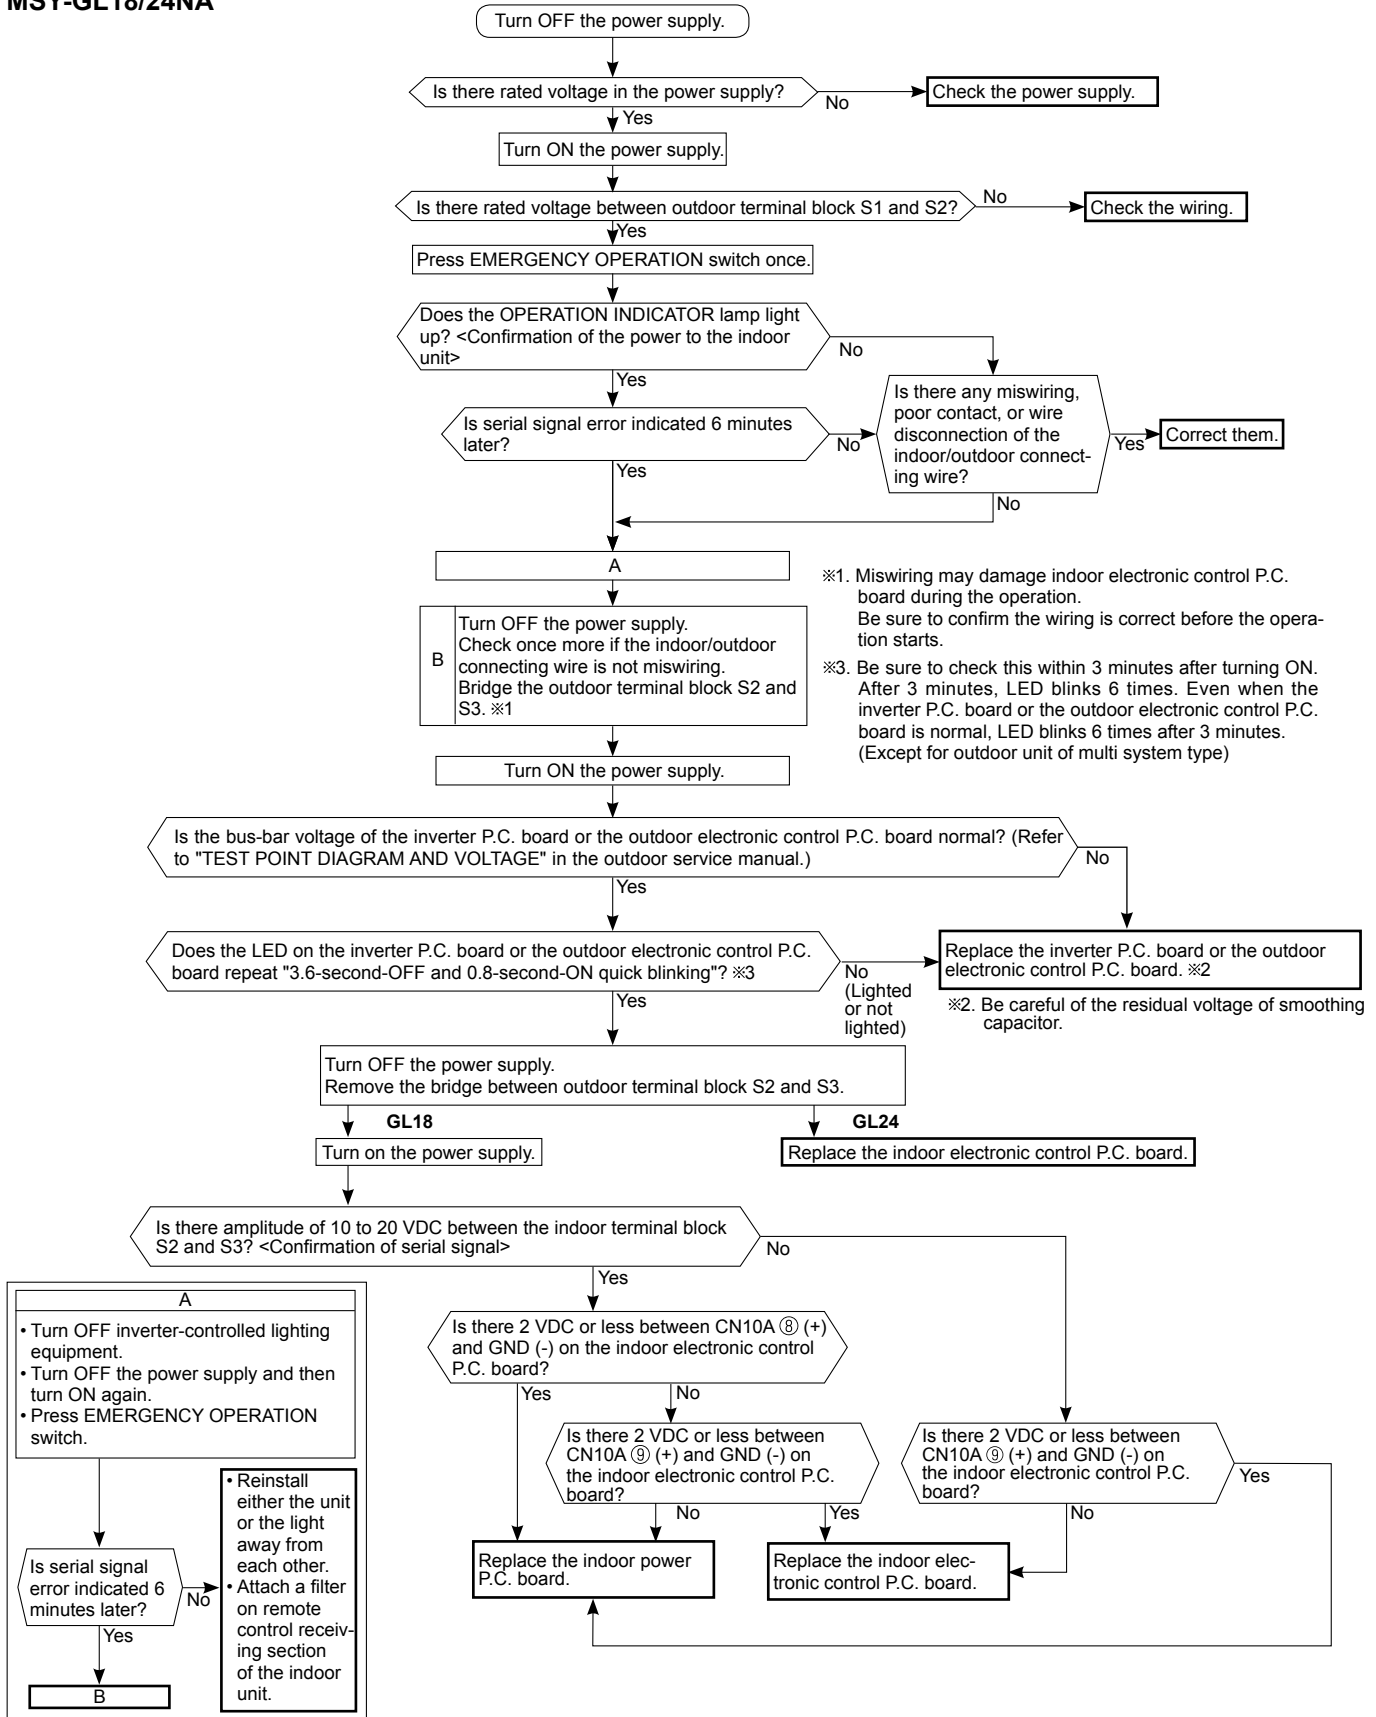 MSY-GL18/24NA
Turn OFF the power supply.
Is there rated voltage in the power supply?
No
Check the power supply.
Yes
Turn ON the power supply.
Is there rated voltage between outdoor terminal block S1 and S2?
No
Check the wiring.
Yes
Press EMERGENCY OPERATION switch once.
Does the OPERATION INDICATOR lamp light
up? <Confirmation of the power to the indoor
unit>
No
Yes
Is there any miswiring,
poor contact, or wire
disconnection of the
indoor/outdoor connect-
ing wire?
Yes
Correct them.
Is serial signal error indicated 6 minutes
later?
No
Yes
No
A
B
Turn OFF the power supply.
Check once more if the indoor/outdoor
connecting wire is not miswiring.
Bridge the outdoor terminal block S2 and
S3. ※1
※1. Miswiring may damage indoor electronic control P.C.
board during the operation.
Be sure to confirm the wiring is correct before the opera-
tion starts.
※3. Be sure to check this within 3 minutes after turning ON.
After 3 minutes, LED blinks 6 times. Even when the
inverter P.C. board or the outdoor electronic control P.C.
board is normal, LED blinks 6 times after 3 minutes.
(Except for outdoor unit of multi system type)
Turn ON the power supply.
Is the bus-bar voltage of the inverter P.C. board or the outdoor electronic control P.C. board normal? (Refer
to "TEST POINT DIAGRAM AND VOLTAGE" in the outdoor service manual.)
No
Yes
Does the LED on the inverter P.C. board or the outdoor electronic control P.C.
board repeat "3.6-second-OFF and 0.8-second-ON quick blinking"? ※3
No
(Lighted
or not
lighted)
Replace the inverter P.C. board or the outdoor
electronic control P.C. board. ※2
※2. Be careful of the residual voltage of smoothing
capacitor.
Yes
Turn OFF the power supply.
Remove the bridge between outdoor terminal block S2 and S3.
GL18
GL24
Turn on the power supply.
Replace the indoor electronic control P.C. board.
Is there amplitude of 10 to 20 VDC between the indoor terminal block
S2 and S3? <Confirmation of serial signal>
No
Yes
Is there 2 VDC or less between CN10A ⑧ (+)
and GND (-) on the indoor electronic control
P.C. board?
Yes
No
Is there 2 VDC or less between
CN10A ⑨ (+) and GND (-) on
the indoor electronic control P.C.
board?
No
Yes
Is there 2 VDC or less between
CN10A ⑨ (+) and GND (-) on
the indoor electronic control P.C.
board?
Yes
No
Replace the indoor power
P.C. board.
Replace the indoor elec-
tronic control P.C. board.
A
• Turn OFF inverter-controlled lighting
equipment.
• Turn OFF the power supply and then
turn ON again.
• Press EMERGENCY OPERATION
switch.
Is serial signal
error indicated 6
minutes later?
No
Yes
B
• Reinstall
either the unit
or the light
away from
each other.
• Attach a filter
on remote
control receiv-
ing section
of the indoor
unit.